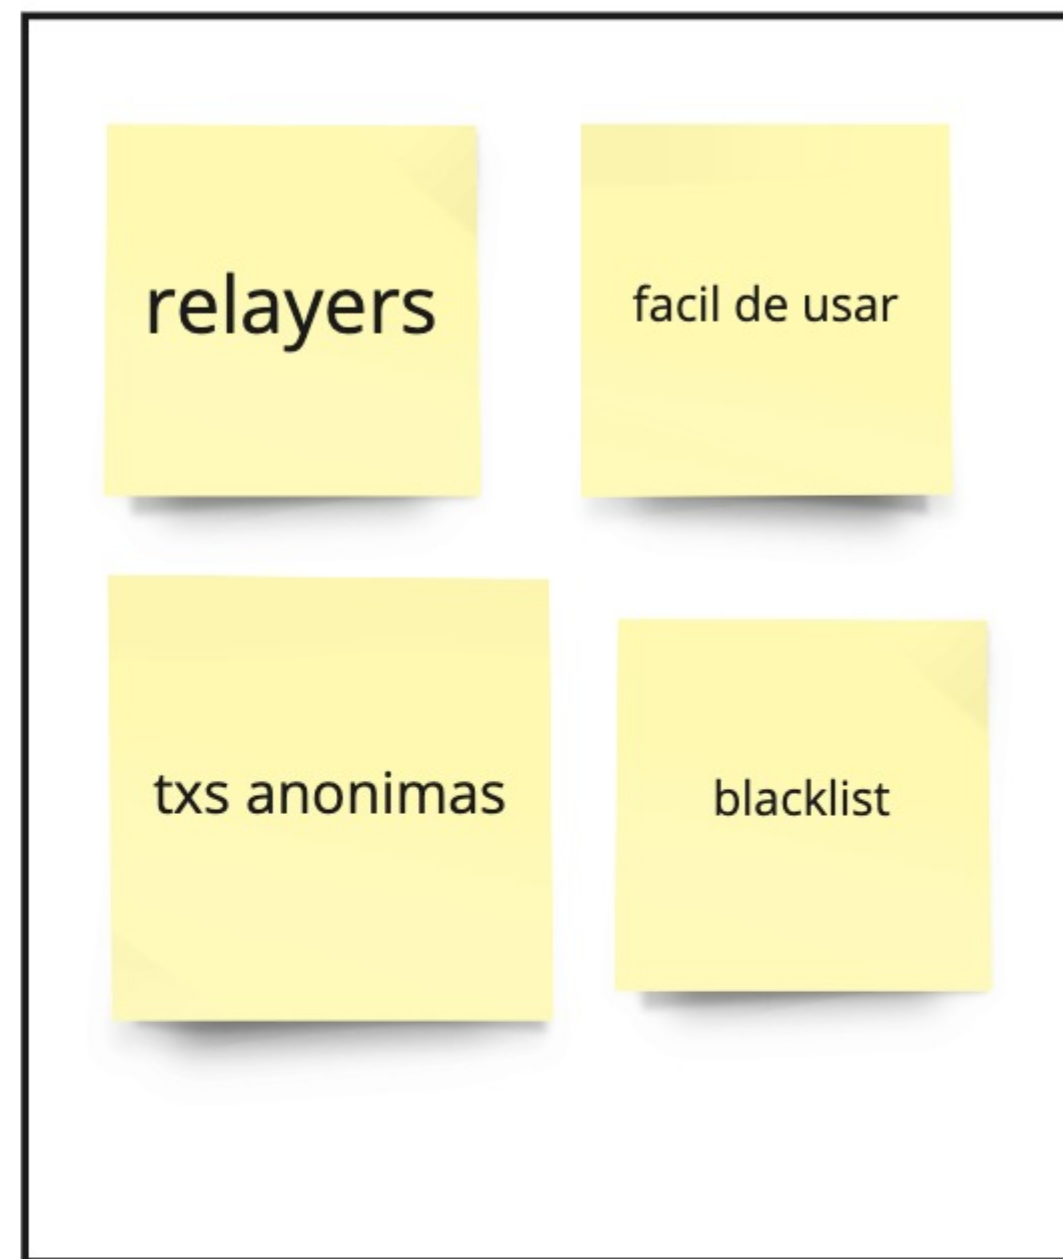 relayers
facil de usar
txs anonimas
blacklist